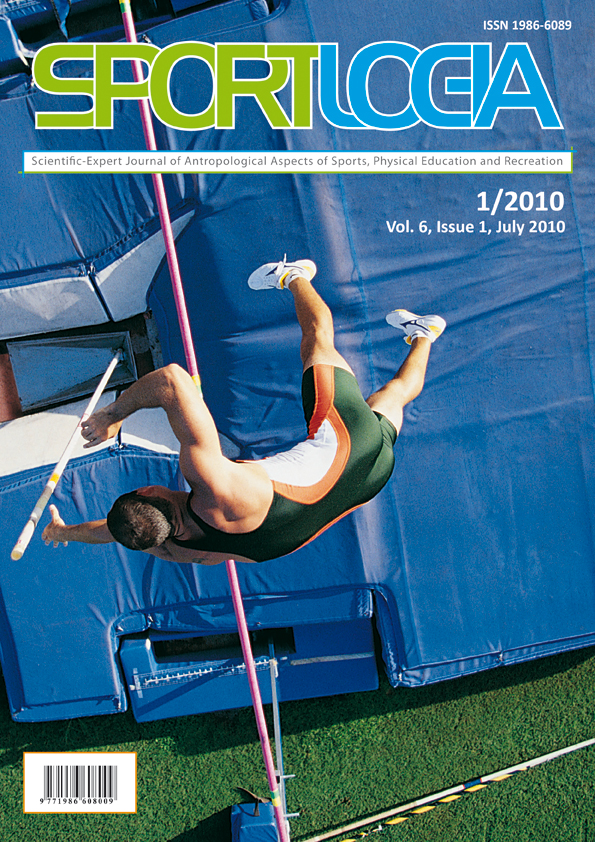 ISSN 1986-6089
SPORTLOGIA
Scientific-Expert Journal of Antropological Aspects of Sports, Physical Education and Recreation
1/2010
Vol. 6, Issue 1, July 2010
9 771986 608009